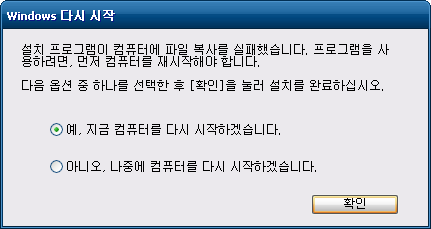 Windows 다시 시작
설치 프로그램이 컴퓨터에 파일 복사를 실패했습니다. 프로그램을 사
용하려면, 먼저 컴퓨터를 재시작해야 합니다.
다음 옵션 중 하나를 선택한 후 [확인]을 눌러 설치를 완료하십시오.
예, 지금 컴퓨터를 다시 시작하겠습니다.
아니오, 나중에 컴퓨터를 다시 시작하겠습니다.
확인